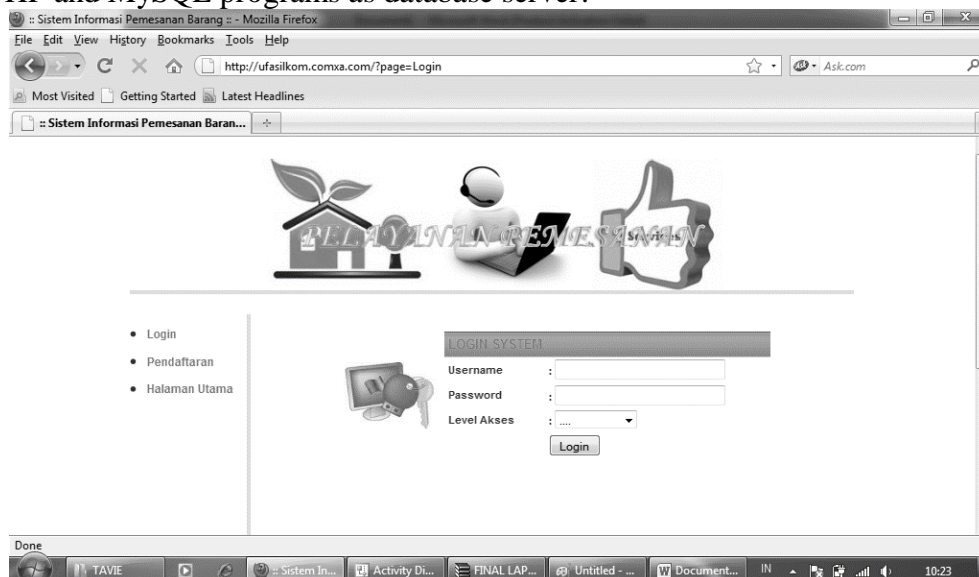 and MySQL programs as database server.
:: Sistem Informasi Pemesanan Barang :: - Mozilla Firefox
File Edit View History Bookmarks Tools Help
http://ufasilkom.comxa.com/?page=Login
Ask.com
Most Visited Getting Started Latest Headlines
:: Sistem Informasi Pemesanan Baran...
PELAYANAN PEMESANAN
Services
Login
Pendaftaran
Halaman Utama
LOGIN SYSTEM
Username :
Password :
Level Akses : ....
Login
Done
TAVIE :: Sistem In... Activity Di... FINAL LAP... Untitled - ... Document... IN 10:23